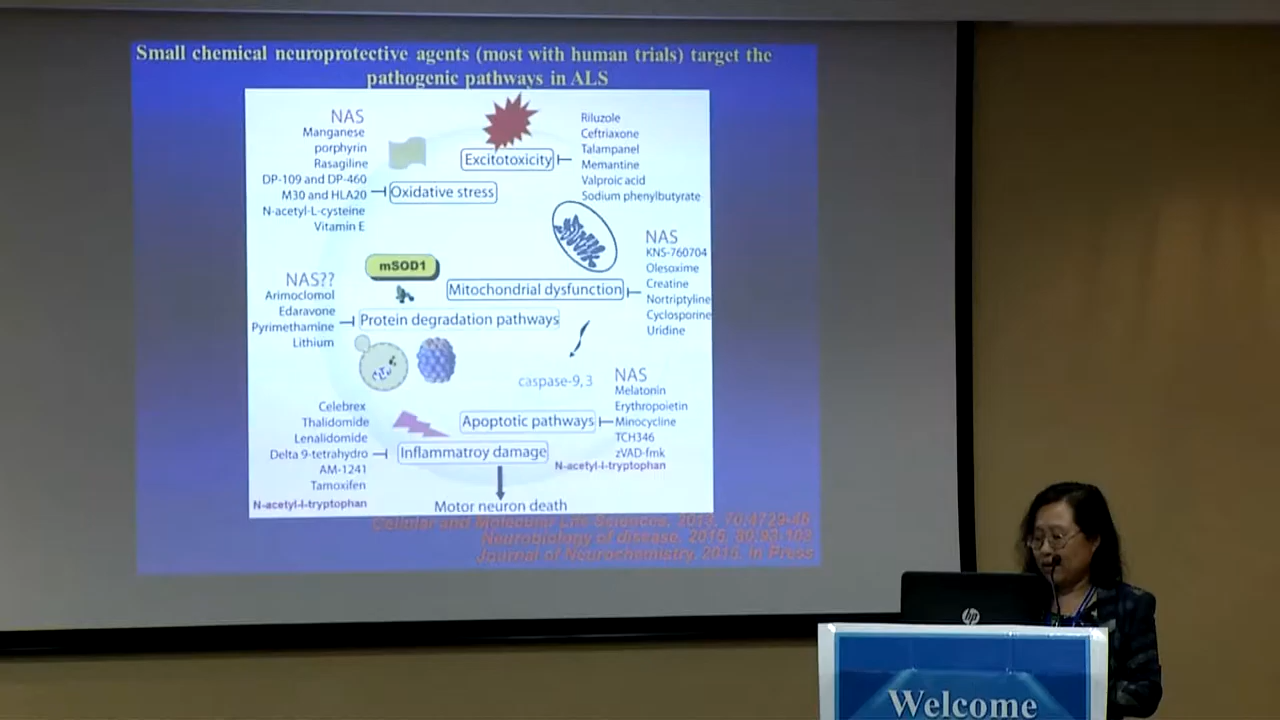 Small chemical neuroprotective agents (most with human trials) target the
pathogenic pathways in ALS
NAS
Manganese
porphyrin
Rasagiline
DP-109 and DP-460
M30 and HLA20
N-acetyl-L-cysteine
Vitamin E
Oxidative stress
Excitotoxicity
Riluzole
Ceftriaxone
Talampanel
Memantine
Valproic acid
Sodium phenylbutyrate
mSOD1
NAS
KNS-760704
Olesoxime
Creatine
Nortriptyline
Cyclosporine
Uridine
Mitochondrial dysfunction
NAS??
Arimoclomol
Edaravone
Pyrimethamine
Lithium
Protein degradation pathways
caspase-9, 3
NAS
Melatonin
Erythropoietin
Minocycline
TCH346
zVAD-fmk
N-acetyl-l-tryptophan
Apoptotic pathways
Celebrex
Thalidomide
Lenalidomide
Delta 9-tetrahydro
AM-1241
Tamoxifen
N-acetyl-l-tryptophan
Inflammatroy damage
Motor neuron death
Cellular and Molecular Life Sciences, 2013, 70:4729-45
Neurobiology of disease, 2015, 80:93-103
Journal of Neurochemistry, 2015, In Press
hp
Welcome